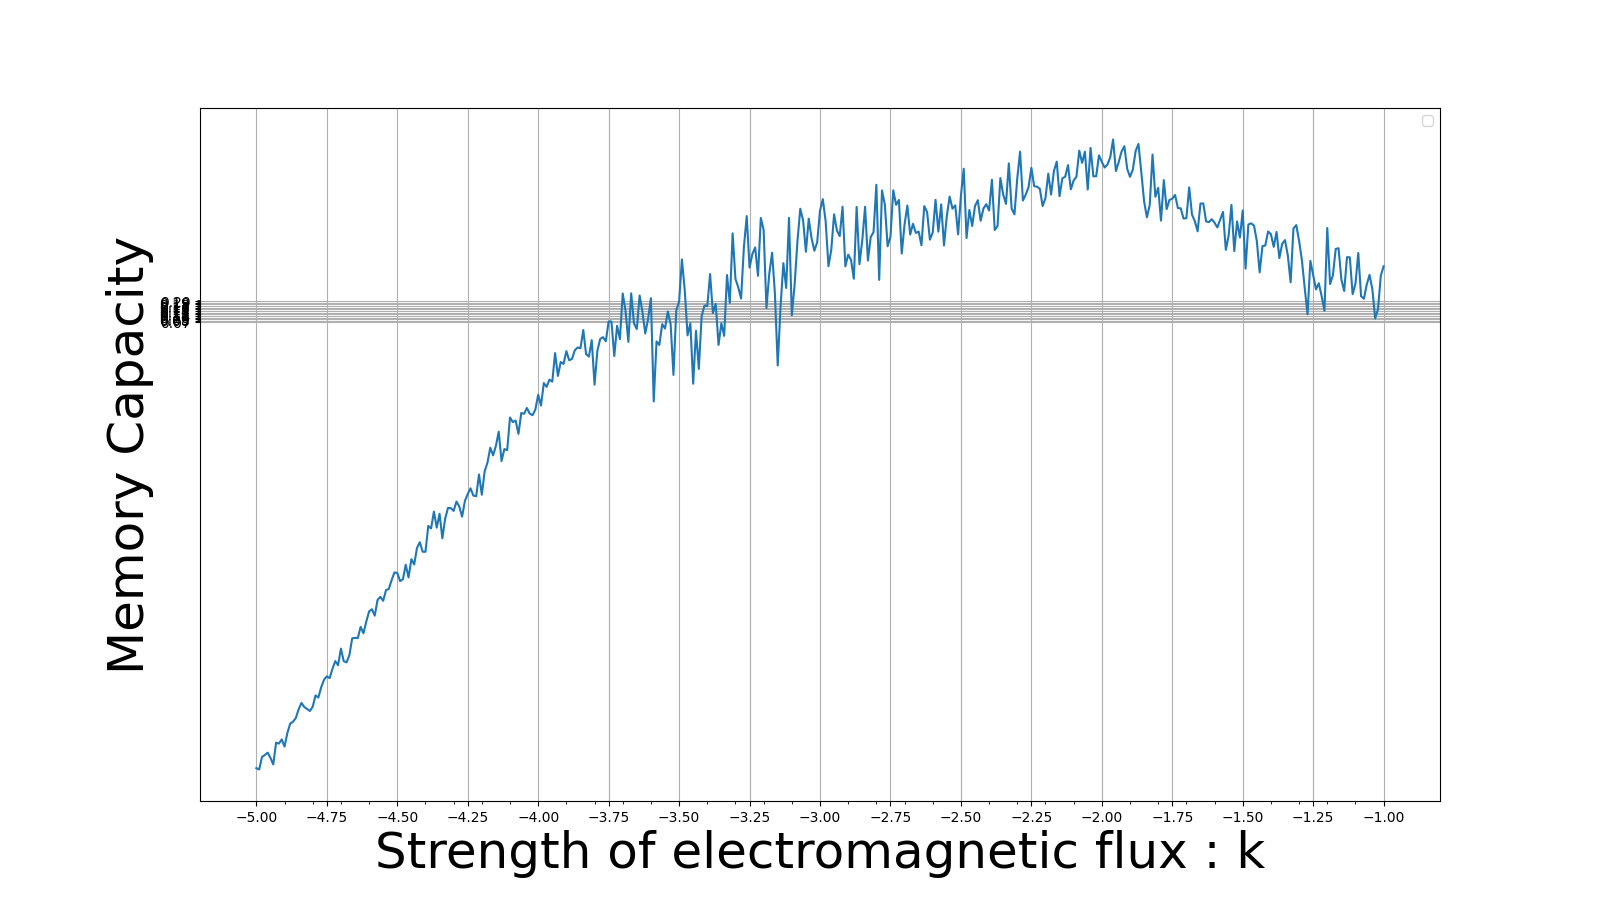 Memory Capacity
−5.00 −4.75 −4.50 −4.25 −4.00 −3.75 −3.50 −3.25 −3.00 −2.75 −2.50 −2.25 −2.00 −1.75 −1.50 −1.25 −1.00
Strength of electromagnetic flux : k